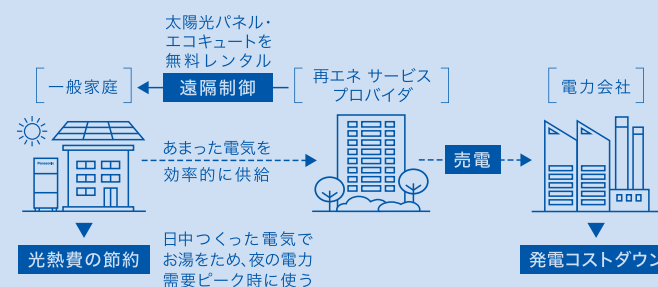 太陽光パネル・
エコキュートを
無料レンタル
一般家庭
遠隔制御
再エネ サービス
プロバイダ
電力会社
Panasonic
あまった電気を
効率的に供給
売電
光熱費の節約
日中つくった電気で
お湯をため、夜の電力
需要ピーク時に使う
発電コストダウン